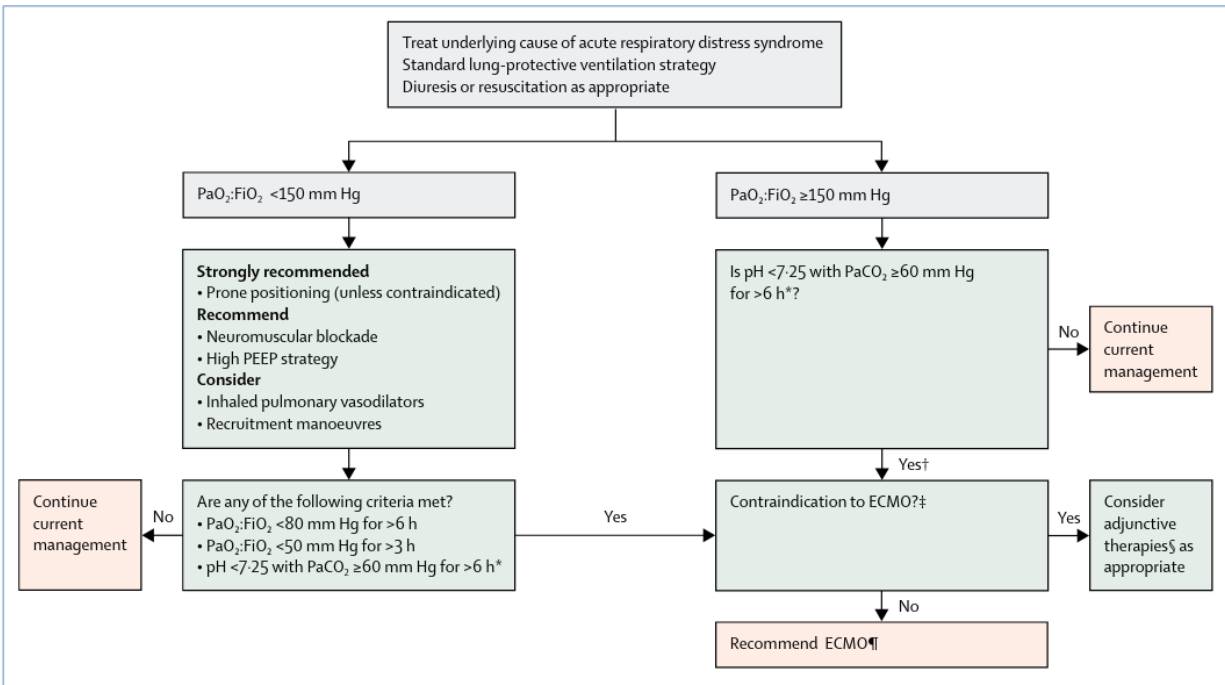 Treat underlying cause of acute respiratory distress syndrome
Standard lung-protective ventilation strategy
Diuresis or resuscitation as appropriate
PaO₂:FiO₂ <150 mm Hg
PaO₂:FiO₂ ≥150 mm Hg
Strongly recommended
• Prone positioning (unless contraindicated)
Recommend
• Neuromuscular blockade
• High PEEP strategy
Consider
• Inhaled pulmonary vasodilators
• Recruitment manoeuvres
Is pH <7·25 with PaCO₂ ≥60 mm Hg
for >6 h*?
No
Continue
current
management
Yes†
Continue
current
management
No
Are any of the following criteria met?
• PaO₂:FiO₂ <80 mm Hg for >6 h
• PaO₂:FiO₂ <50 mm Hg for >3 h
• pH <7·25 with PaCO₂ ≥60 mm Hg for >6 h*
Yes
Contraindication to ECMO?‡
Yes
Consider
adjunctive
therapies§ as
appropriate
No
Recommend ECMO¶